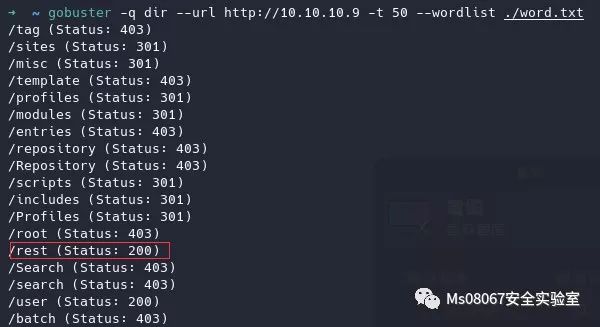 → ~ gobuster -q dir --url http://10.10.10.9 -t 50 --wordlist ./word.txt
/tag (Status: 403)
/sites (Status: 301)
/misc (Status: 301)
/template (Status: 403)
/profiles (Status: 301)
/modules (Status: 301)
/entries (Status: 403)
/repository (Status: 403)
/Repository (Status: 403)
/scripts (Status: 301)
/includes (Status: 301)
/Profiles (Status: 301)
/root (Status: 403)
/rest (Status: 200)
/Search (Status: 403)
/search (Status: 403)
/user (Status: 200)
/batch (Status: 403)
Ms08067安全实验室